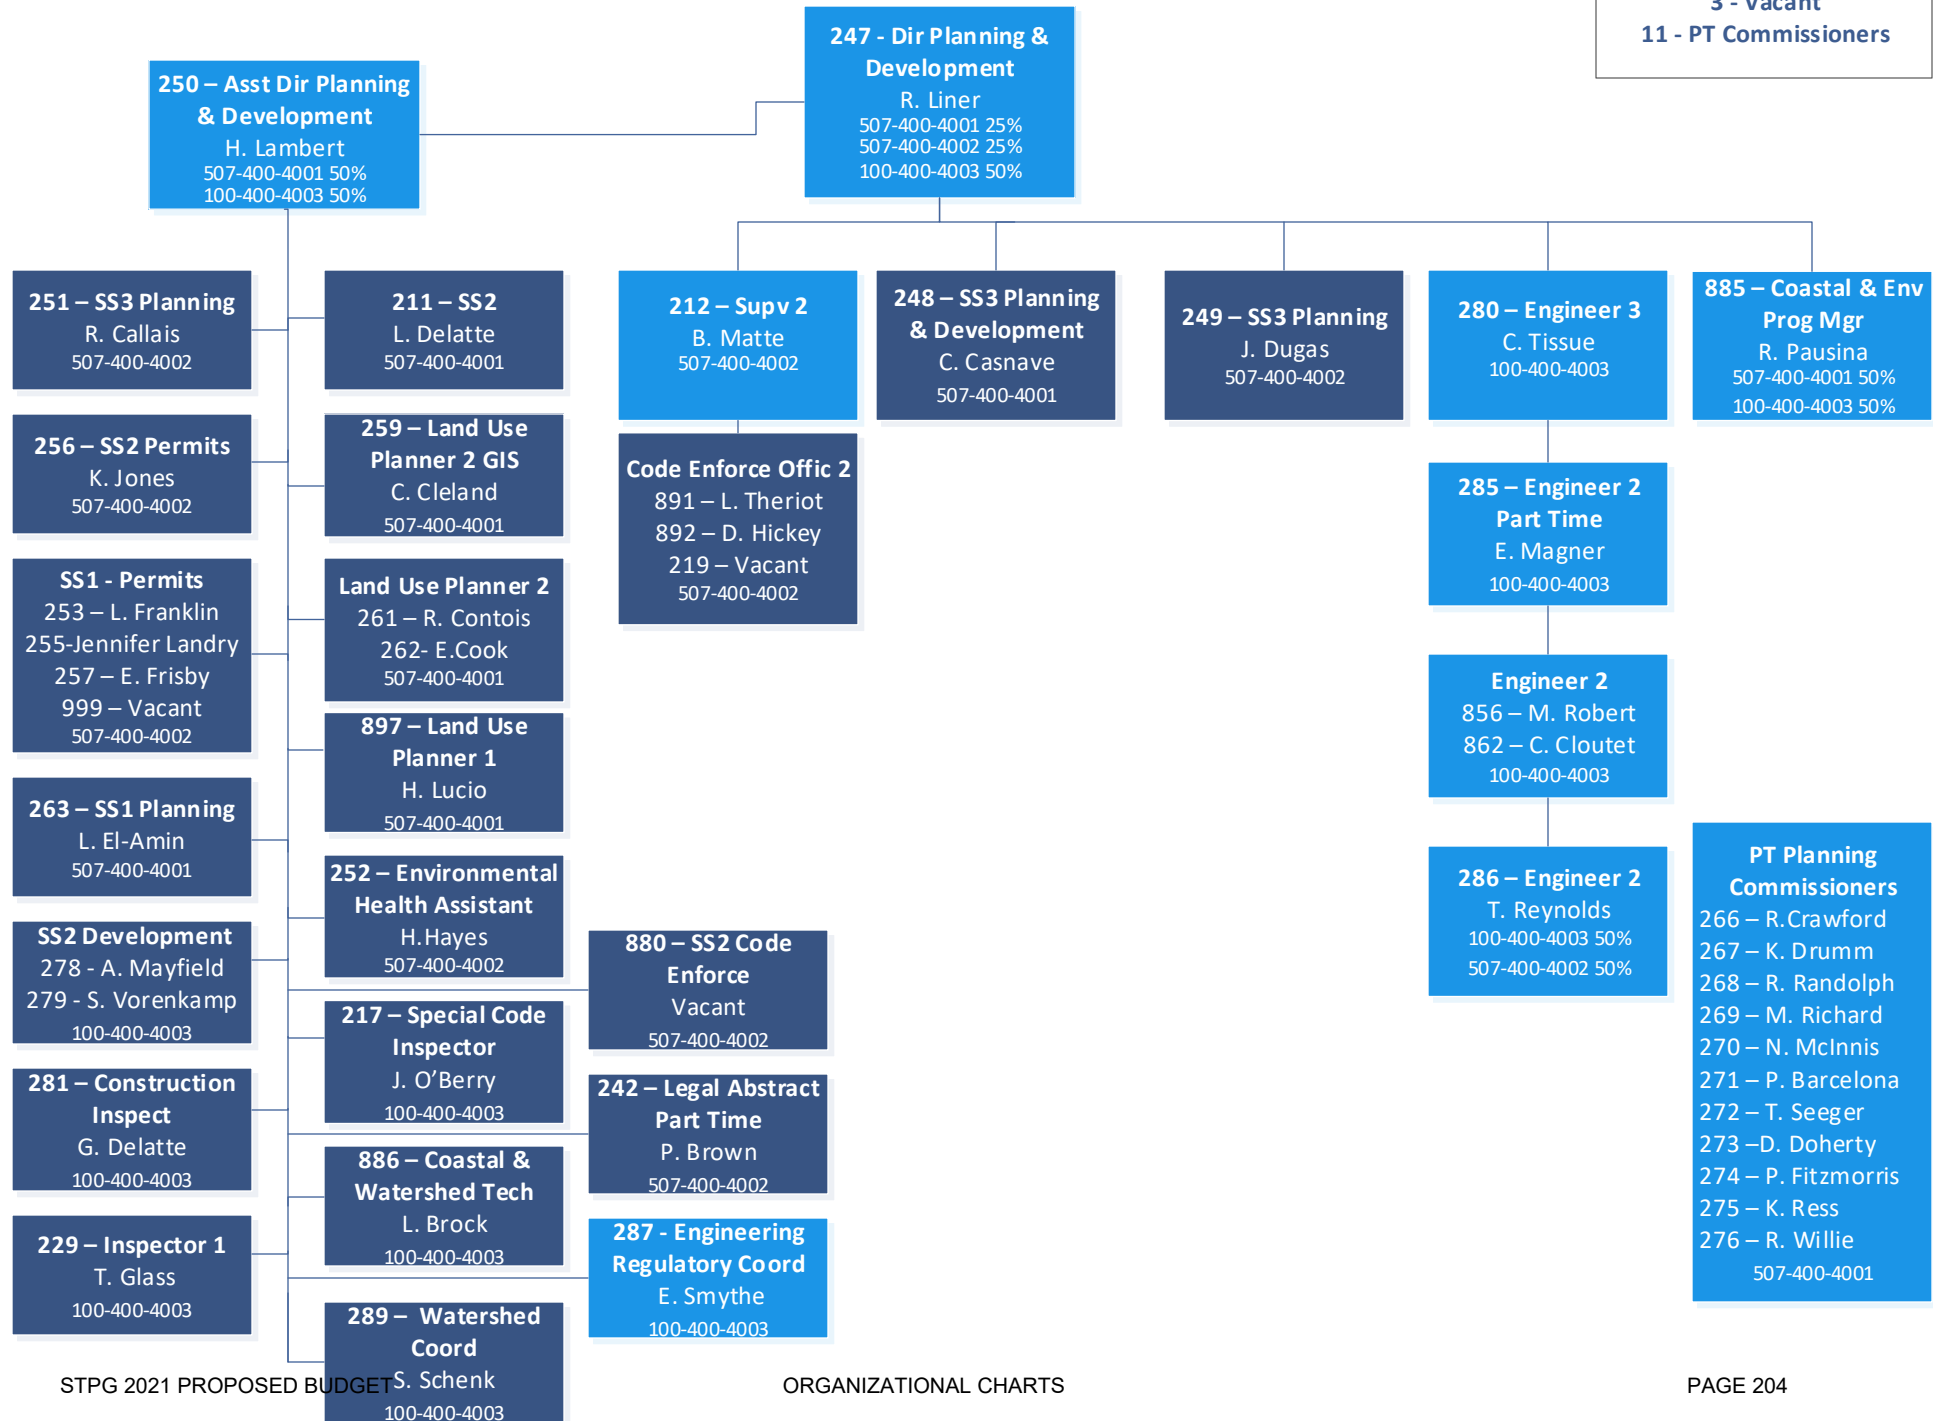 3 - Vacant
11 - PT Commissioners
247 - Dir Planning &
Development
R. Liner
507-400-4001 25%
507-400-4002 25%
100-400-4003 50%
250 – Asst Dir Planning
& Development
H. Lambert
507-400-4001 50%
100-400-4003 50%
251 – SS3 Planning
R. Callais
507-400-4002
211 – SS2
L. Delatte
507-400-4001
212 – Supv 2
B. Matte
507-400-4002
248 – SS3 Planning
& Development
C. Casnave
507-400-4001
249 – SS3 Planning
J. Dugas
507-400-4002
280 – Engineer 3
C. Tissue
100-400-4003
885 – Coastal & Env
Prog Mgr
R. Pausina
507-400-4001 50%
100-400-4003 50%
256 – SS2 Permits
K. Jones
507-400-4002
259 – Land Use
Planner 2 GIS
C. Cleland
507-400-4001
Code Enforce Offic 2
891 – L. Theriot
892 – D. Hickey
219 – Vacant
507-400-4002
285 – Engineer 2
Part Time
E. Magner
100-400-4003
SS1 - Permits
253 – L. Franklin
255-Jennifer Landry
257 – E. Frisby
999 – Vacant
507-400-4002
Land Use Planner 2
261 – R. Contois
262- E.Cook
507-400-4001
Engineer 2
856 – M. Robert
862 – C. Cloutet
100-400-4003
897 – Land Use
Planner 1
H. Lucio
507-400-4001
263 – SS1 Planning
L. El-Amin
507-400-4001
252 – Environmental
Health Assistant
H.Hayes
507-400-4002
286 – Engineer 2
T. Reynolds
100-400-4003 50%
507-400-4002 50%
PT Planning
Commissioners
266 – R.Crawford
267 – K. Drumm
268 – R. Randolph
269 – M. Richard
270 – N. McInnis
271 – P. Barcelona
272 – T. Seeger
273 –D. Doherty
274 – P. Fitzmorris
275 – K. Ress
276 – R. Willie
507-400-4001
SS2 Development
278 - A. Mayfield
279 - S. Vorenkamp
100-400-4003
880 – SS2 Code
Enforce
Vacant
507-400-4002
217 – Special Code
Inspector
J. O’Berry
100-400-4003
281 – Construction
Inspect
G. Delatte
100-400-4003
242 – Legal Abstract
Part Time
P. Brown
507-400-4002
886 – Coastal &
Watershed Tech
L. Brock
100-400-4003
229 – Inspector 1
T. Glass
100-400-4003
287 - Engineering
Regulatory Coord
E. Smythe
100-400-4003
289 – Watershed
Coord
S. Schenk
100-400-4003
STPG 2021 PROPOSED BUDGET
ORGANIZATIONAL CHARTS
PAGE 204